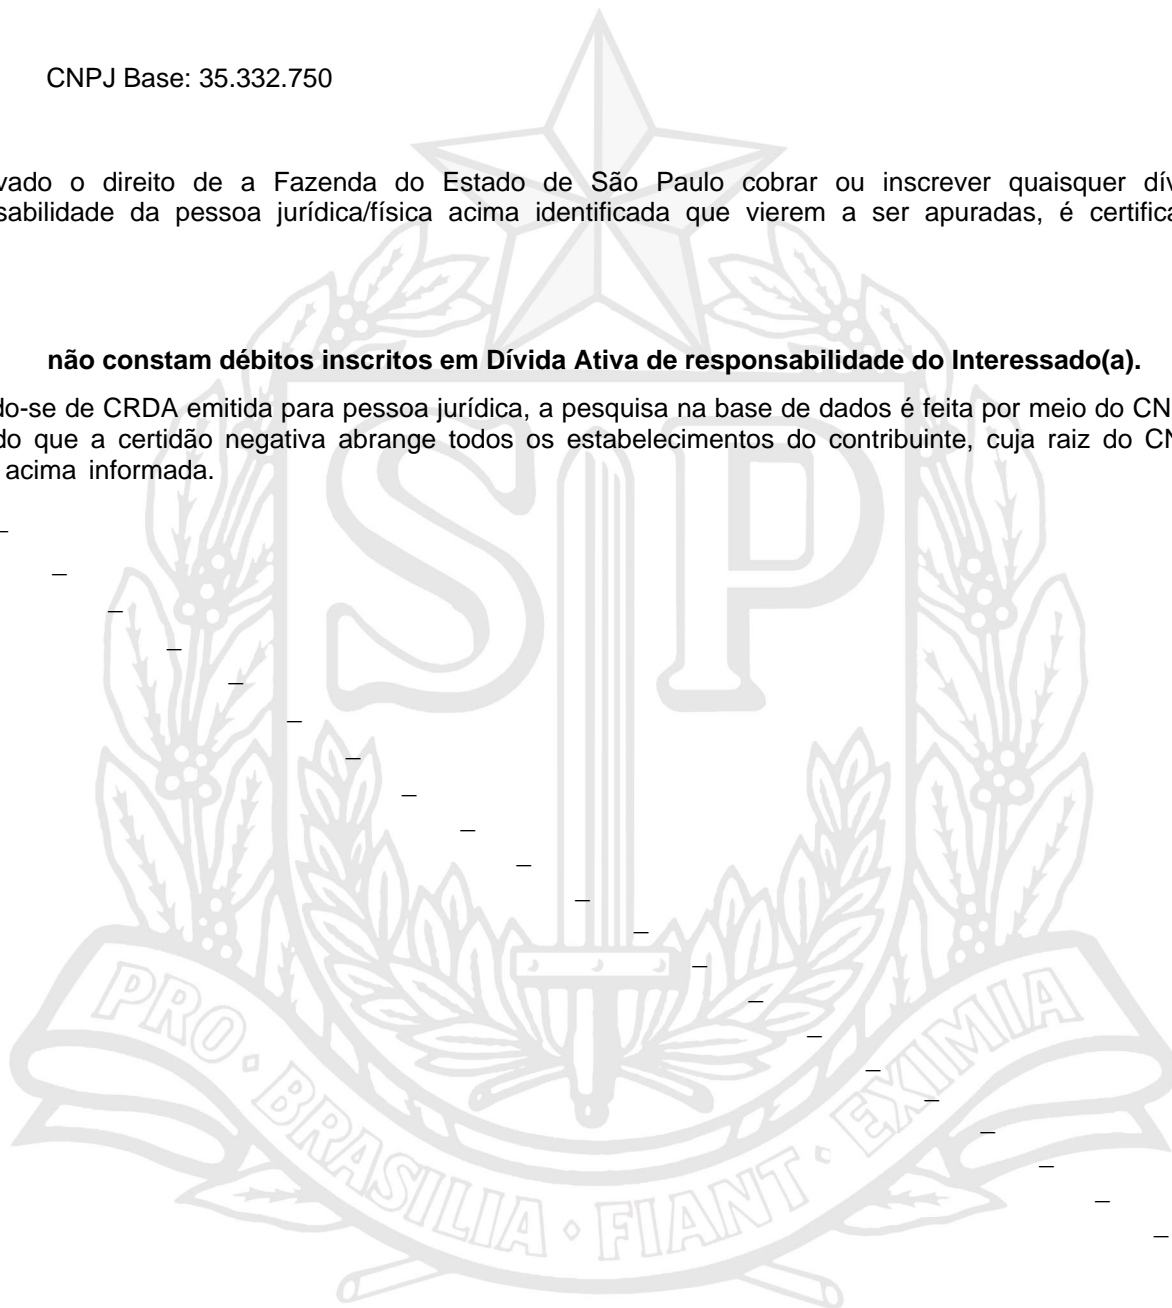 CNPJ Base: 35.332.750
vado o direito de a Fazenda do Estado de São Paulo cobrar ou inscrever quaisquer dív
sabilidade da pessoa jurídica/física acima identificada que vierem a ser apuradas, é certifica
não constam débitos inscritos em Dívida Ativa de responsabilidade do Interessado(a).
do-se de CRDA emitida para pessoa jurídica, a pesquisa na base de dados é feita por meio do CN
do que a certidão negativa abrange todos os estabelecimentos do contribuinte, cuja raiz do CN
acima informada.
SP
PRO • BRASILIA • FIANT • EXIMIA